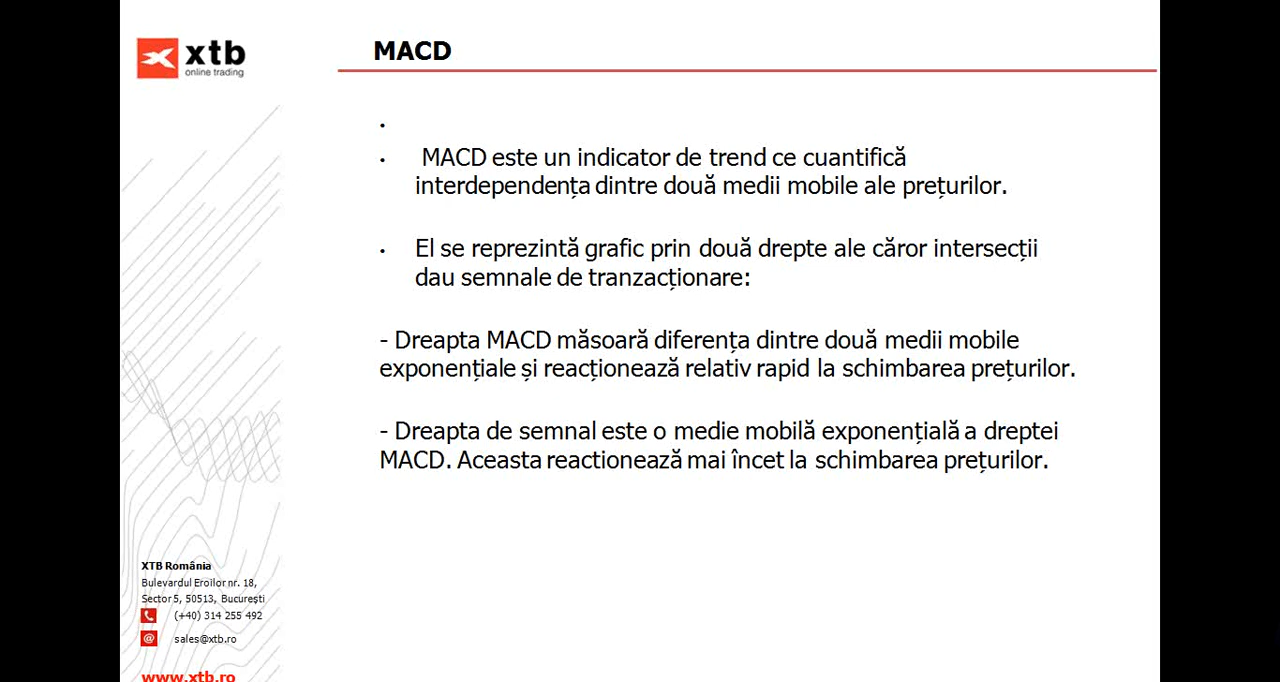 xtb
online trading
MACD
•
• MACD este un indicator de trend ce cuantifică
interdependența dintre două medii mobile ale prețurilor.
• El se reprezintă grafic prin două drepte ale căror intersecții
dau semnale de tranzacționare:
- Dreapta MACD măsoară diferența dintre două medii mobile
exponențiale și reacționează relativ rapid la schimbarea prețurilor.
- Dreapta de semnal este o medie mobilă exponențială a dreptei
MACD. Aceasta reactionează mai încet la schimbarea prețurilor.
XTB România
Bulevardul Eroilor nr. 18,
Sector 5, 50513, București
(+40) 314 255 492
@ sales@xtb.ro
www.xtb.ro